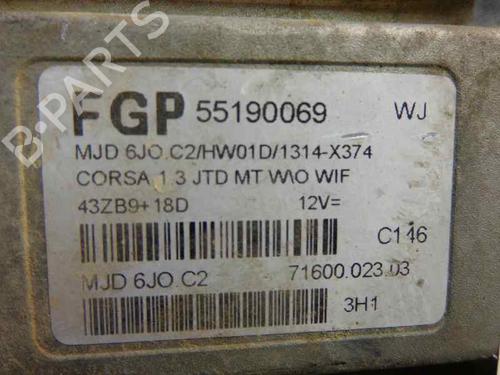 B-PARTS
FGP 55190069 WJ
MJD 6JO.C2/HW01D/1314-X374
CORSA 1.3 JTD MT W\O WIF
43ZB9+18D 12V=
C146
MJD 6JO.C2 71600.023.03
3H1